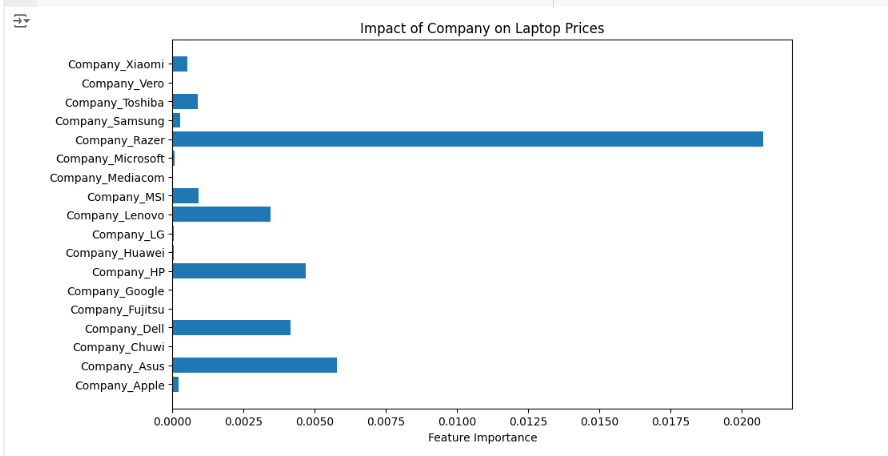 Impact of Company on Laptop Prices
Company_Xiaomi
Company_Vero
Company_Toshiba
Company_Samsung
Company_Razer
Company_Microsoft
Company_Mediacom
Company_MSI
Company_Lenovo
Company_LG
Company_Huawei
Company_HP
Company_Google
Company_Fujitsu
Company_Dell
Company_Chuwi
Company_Asus
Company_Apple
0.0000 0.0025 0.0050 0.0075 0.0100 0.0125 0.0150 0.0175 0.0200
Feature Importance